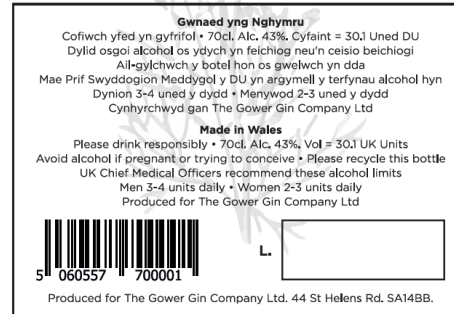 Gwnaed yng Nghymru
Cofiwch yfed yn gyfrifol • 70cl. Alc. 43%. Cyfaint = 30.1 Uned DU
Dylid osgoi alcohol os ydych yn feichiog neu'n ceisio beichiogi
Ail-gylchwch y botel hon os gwelwch yn dda
Mae Prif Swyddogion Meddygol y DU yn argymell y terfynau alcohol hyn
Dynion 3-4 uned y dydd • Menywod 2-3 uned y dydd
Cynhyrchwyd gan The Gower Gin Company Ltd
Made in Wales
Please drink responsibly • 70cl. Alc. 43%. Vol = 30.1 UK Units
Avoid alcohol if pregnant or trying to conceive • Please recycle this bottle
UK Chief Medical Officers recommend these alcohol limits
Men 3-4 units daily • Women 2-3 units daily
Produced for The Gower Gin Company Ltd
L.
5 060557 700001
Produced for The Gower Gin Company Ltd. 44 St Helens Rd. SA14BB.